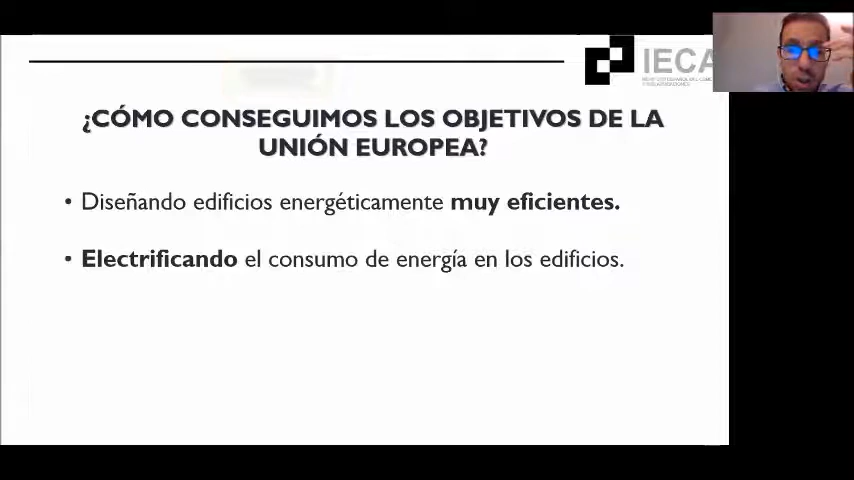 IECA
¿CÓMO CONSEGUIMOS LOS OBJETIVOS DE LA
UNIÓN EUROPEA?
• Diseñando edificios energéticamente muy eficientes.
• Electrificando el consumo de energía en los edificios.